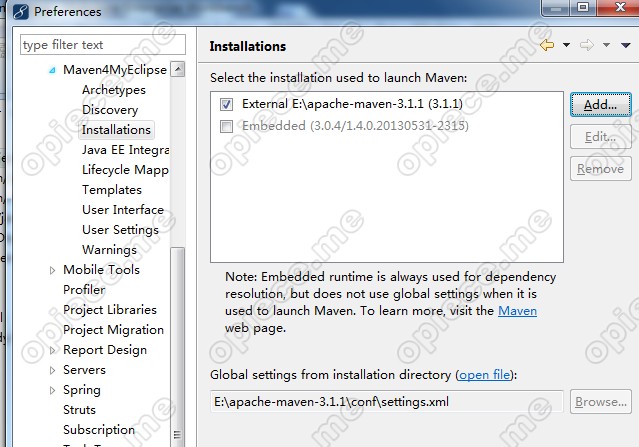 Preferences
type filter text
Maven4MyEclipse
Archetypes
Discovery
Installations
Java EE Integra
Lifecycle Mapp
Templates
User Interface
User Settings
Warnings
Mobile Tools
Profiler
Project Libraries
Project Migration
Report Design
Servers
Spring
Struts
Subscription
Installations
Select the installation used to launch Maven:
External E:\apache-maven-3.1.1 (3.1.1)
Embedded (3.0.4/1.4.0.20130531-2315)
Add...
Edit...
Remove
Note: Embedded runtime is always used for dependency
resolution, but does not use global settings when it is
used to launch Maven. To learn more, visit the Maven
web page.
Global settings from installation directory (open file):
E:\apache-maven-3.1.1\conf\settings.xml
Browse...
opiece.me
opiece.me
opiece.me
opiece.me
opiece.me
opiece.me